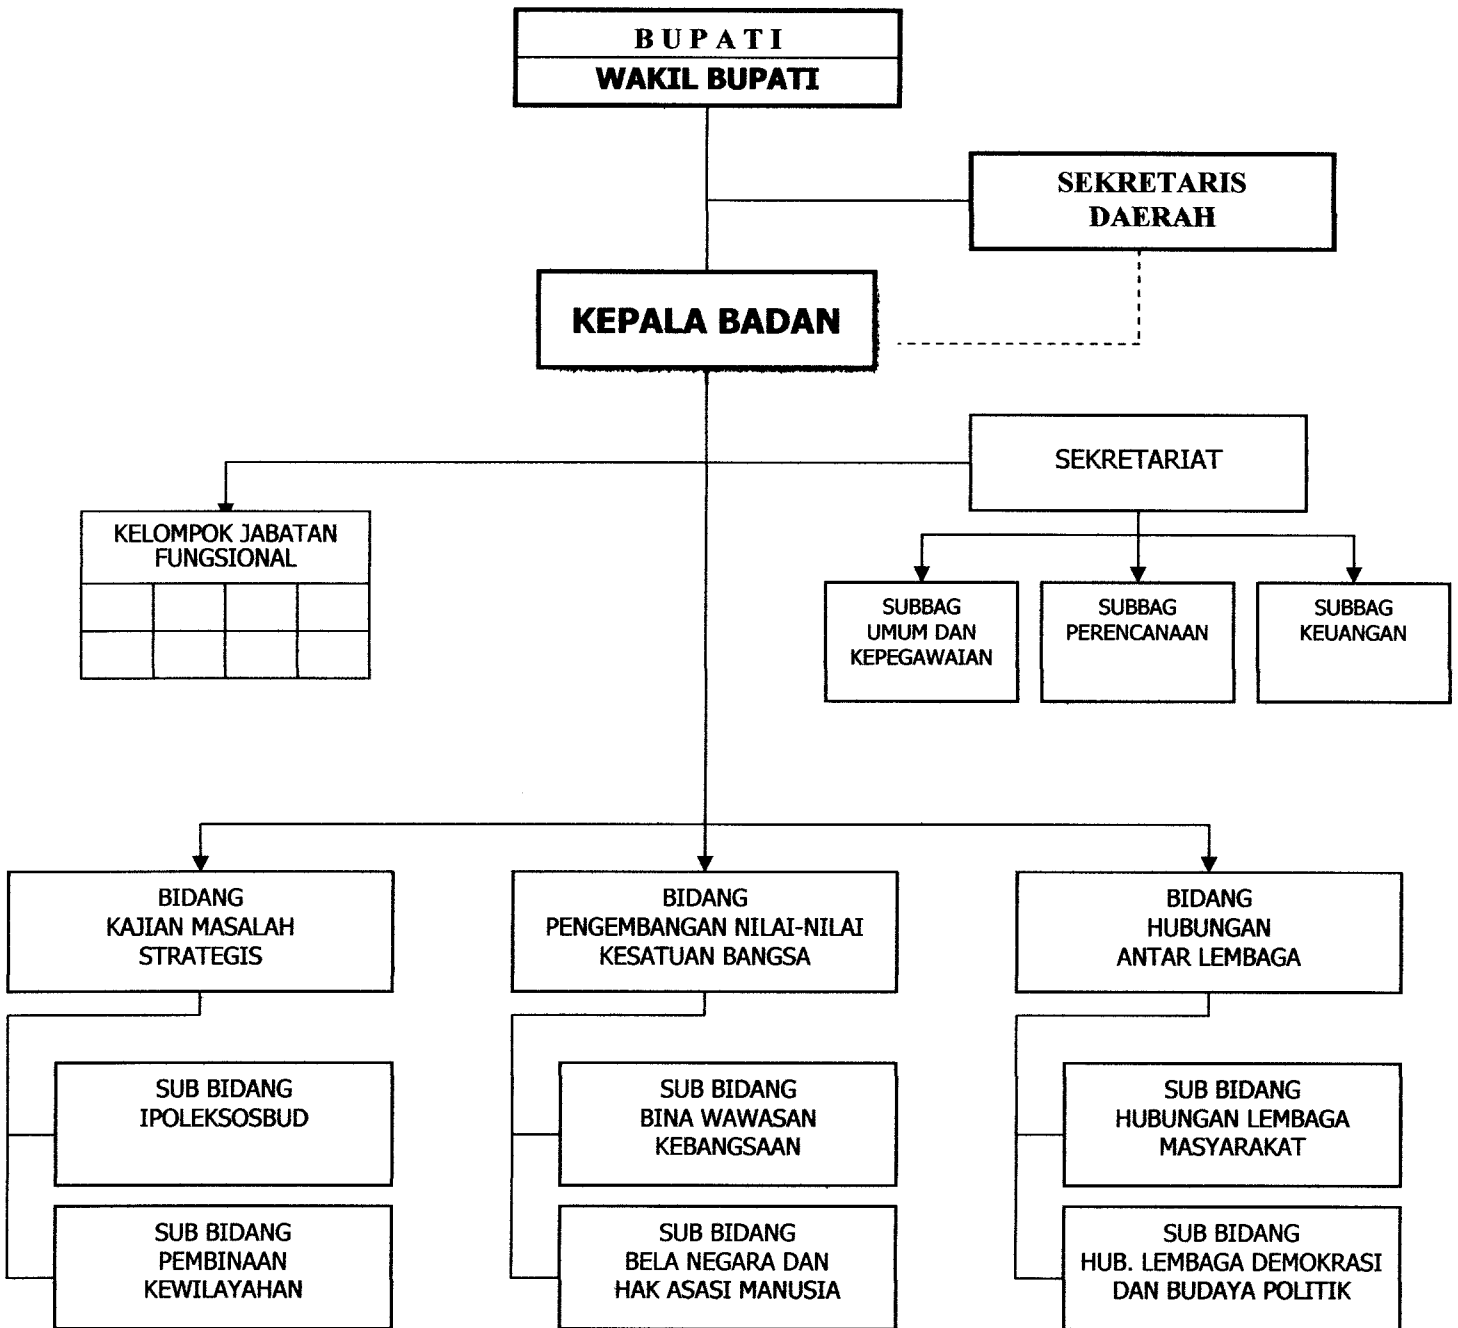 B U P A T I
WAKIL BUPATI
SEKRETARIS
DAERAH
KEPALA BADAN
SEKRETARIAT
KELOMPOK JABATAN
FUNGSIONAL
SUBBAG
UMUM DAN
KEPEGAWAIAN
SUBBAG
PERENCANAAN
SUBBAG
KEUANGAN
BIDANG
KAJIAN MASALAH
STRATEGIS
BIDANG
PENGEMBANGAN NILAI-NILAI
KESATUAN BANGSA
BIDANG
HUBUNGAN
ANTAR LEMBAGA
SUB BIDANG
IPOLEKSOSBUD
SUB BIDANG
BINA WAWASAN
KEBANGSAAN
SUB BIDANG
HUBUNGAN LEMBAGA
MASYARAKAT
SUB BIDANG
PEMBINAAN
KEWILAYAHAN
SUB BIDANG
BELA NEGARA DAN
HAK ASASI MANUSIA
SUB BIDANG
HUB. LEMBAGA DEMOKRASI
DAN BUDAYA POLITIK